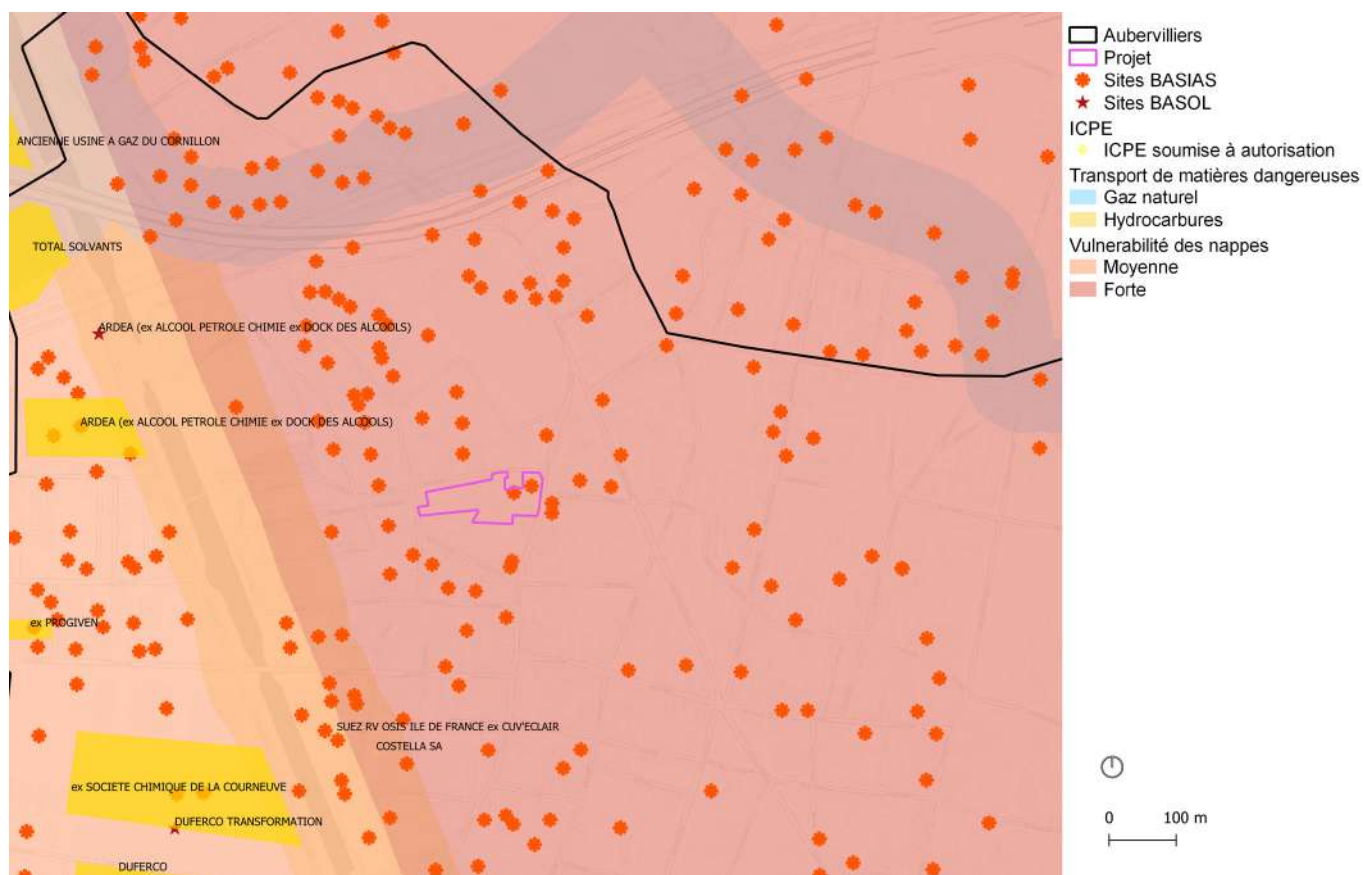 Aubervilliers
Projet
Sites BASIAS
Sites BASOL
ICPE
ICPE soumise à autorisation
Transport de matières dangereuses
Gaz naturel
Hydrocarbures
Vulnerabilité des nappes
Moyenne
Forte
0 100 m
ANCIENNE USINE A GAZ DU CORNILLON
TOTAL SOLVANTS
ARDEA (ex ALCOOL PETROLE CHIMIE ex DOCK DES ALCOOLS)
ARDEA (ex ALCOOL PETROLE CHIMIE ex DOCK DES ALCOOLS)
ex PROGIVEN
SUEZ RV OSIS ILE DE FRANCE ex CUV'ECLAIR
COSTELLA SA
ex SOCIETE CHIMIQUE DE LA COURNEUVE
DUFERCO TRANSFORMATION
DUFERCO